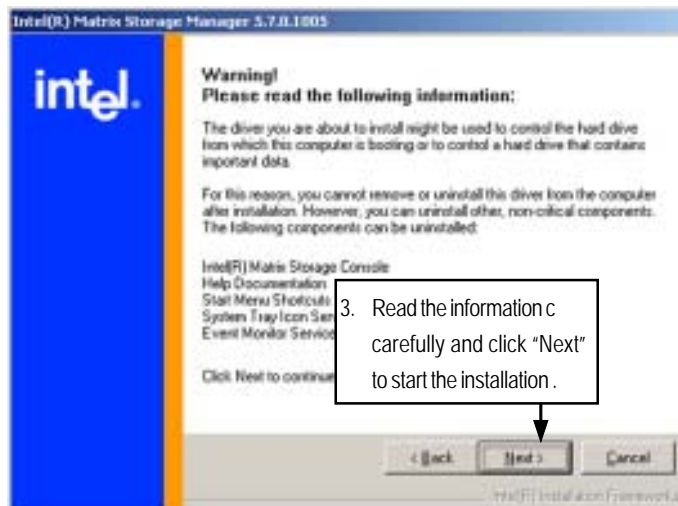 Intel(R) Matrix Storage Manager 5.7.0.1005
intel.
Warning!
Please read the following information:
The driver you are about to install might be used to control the hard drive
from which this computer is booting or to control a hard drive that contains
important data.
For this reason, you cannot remove or uninstall this driver from the computer
after installation. However, you can uninstall other, non-critical components.
The following components can be uninstalled:
Intel(R) Matrix Storage Console
Help Documentation
Start Menu Shortcuts
System Tray Icon Ser
Event Monitor Service
Click Next to continue
3. Read the information c
carefully and click “Next”
to start the installation .
< Back
Next >
Cancel
Intel(R) Installation Framework